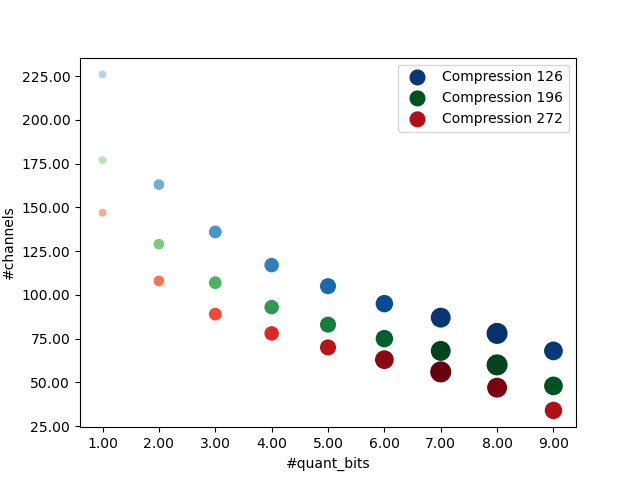 225.00
200.00
175.00
150.00
125.00
100.00
75.00
50.00
25.00
#channels
1.00 2.00 3.00 4.00 5.00 6.00 7.00 8.00 9.00
#quant_bits
Compression 126
Compression 196
Compression 272